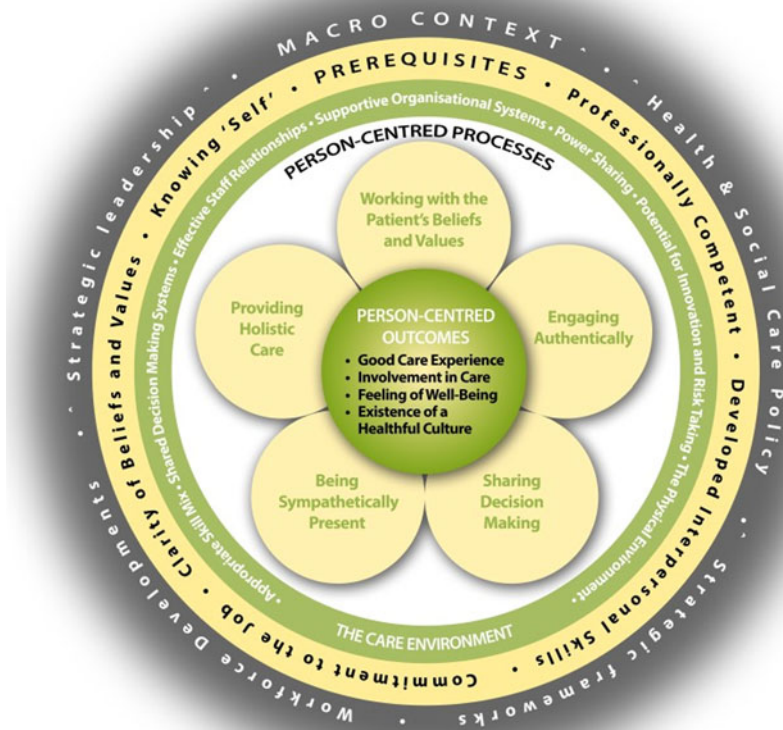 MACRO CONTEXT
• Health & Social Care Policy
• Strategic frameworks
• Workforce Developments
• Strategic leadership
PREREQUISITES
• Professionally Competent
• Developed Interpersonal Skills
• Commitment to the Job
• Clarity of Beliefs and Values
• Knowing 'Self' •
THE CARE ENVIRONMENT
• Appropriate Skill Mix • Shared Decision Making Systems • Effective Staff Relationships • Supportive Organisational Systems • Power Sharing • Potential for Innovation and Risk Taking • The Physical Environment •
PERSON-CENTRED PROCESSES
Working with the
Patient's Beliefs
and Values
Engaging
Authentically
Sharing
Decision
Making
Being
Sympathetically
Present
Providing
Holistic
Care
PERSON-CENTRED
OUTCOMES
• Good Care Experience
• Involvement in Care
• Feeling of Well-Being
• Existence of a
Healthful Culture